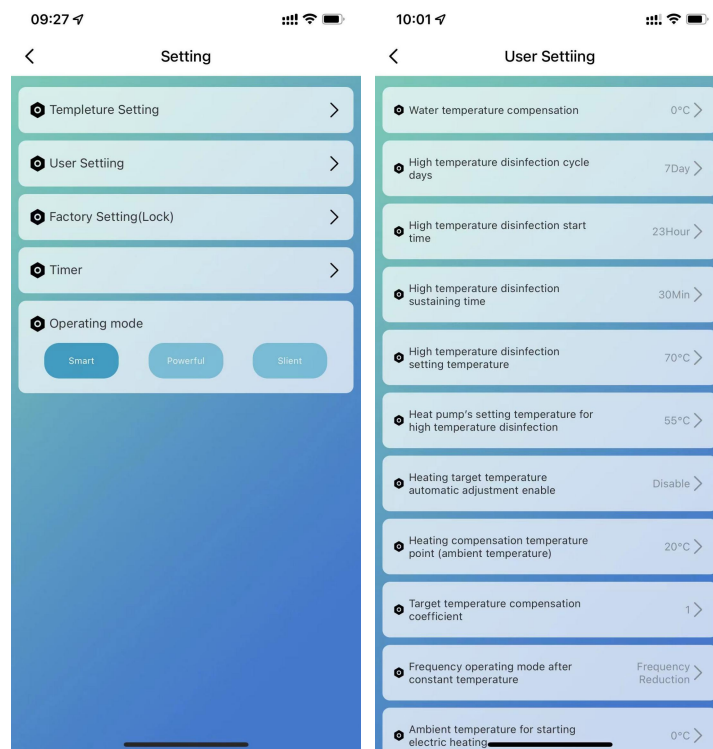 09:27
Setting
Templeture Setting
User Settiing
Factory Setting(Lock)
Timer
Operating mode
Smart
Powerful
Slient
10:01
User Settiing
Water temperature compensation
0°C
High temperature disinfection cycle
days
7Day
High temperature disinfection start
time
23Hour
High temperature disinfection
sustaining time
30Min
High temperature disinfection
setting temperature
70°C
Heat pump's setting temperature for
high temperature disinfection
55°C
Heating target temperature
automatic adjustment enable
Disable
Heating compensation temperature
point (ambient temperature)
20°C
Target temperature compensation
coefficient
1
Frequency operating mode after
constant temperature
Frequency
Reduction
Ambient temperature for starting
electric heating
0°C